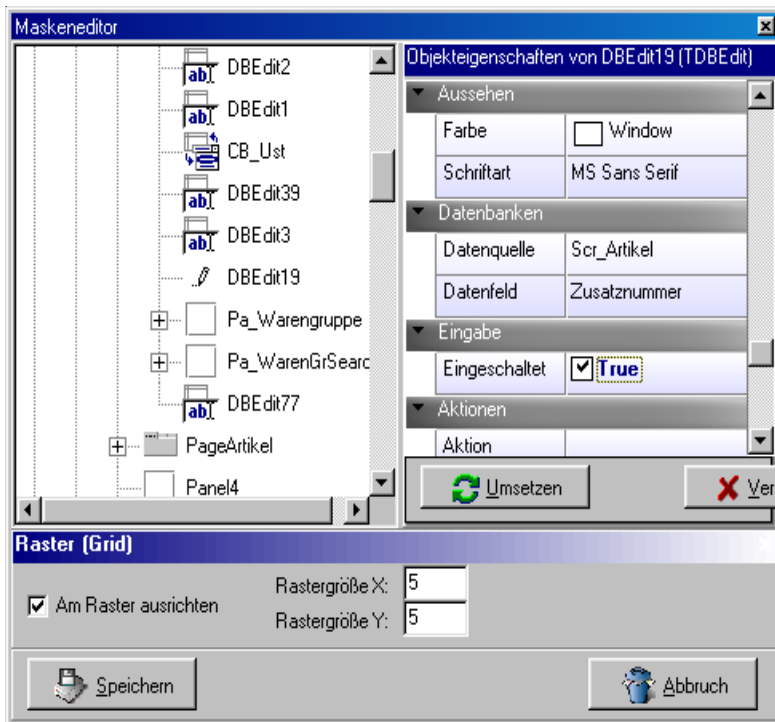 Maskeneditor
DBEdit2
DBEdit1
CB_Ust
DBEdit39
DBEdit3
DBEdit19
Pa_Warengruppe
Pa_WarenGrSearc
DBEdit77
PageArtikel
Panel4
Objekteigenschaften von DBEdit19 (TDBEdit)
Aussehen
Farbe Window
Schriftart MS Sans Serif
Datenbanken
Datenquelle Scr_Artikel
Datenfeld Zusatznummer
Eingabe
Eingeschaltet True
Aktionen
Aktion
Umsetzen Ver
Raster (Grid)
Am Raster ausrichten
Rastergröße X: 5
Rastergröße Y: 5
Speichern Abbruch